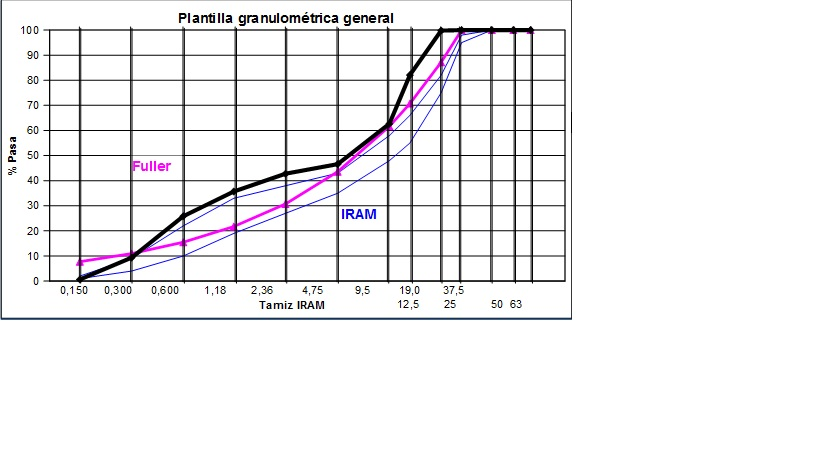 Plantilla granulométrica general
100
90
80
70
60
50
40
30
20
10
0
% Pasa
Fuller
IRAM
0,150 0,300 0,600 1,18 2,36 4,75 9,5 19,0 37,5
12,5 25 50 63
Tamiz IRAM